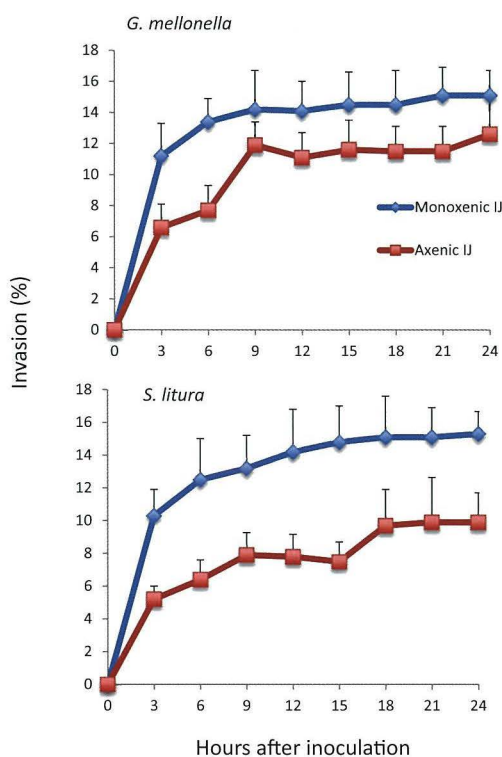 G. mellonella
18
16
14
12
10
8
6
4
2
0
0 3 6 9 12 15 18 21 24
Monoxenic IJ
Axenic IJ
Invasion (%)
S. litura
18
16
14
12
10
8
6
4
2
0
0 3 6 9 12 15 18 21 24
Hours after inoculation